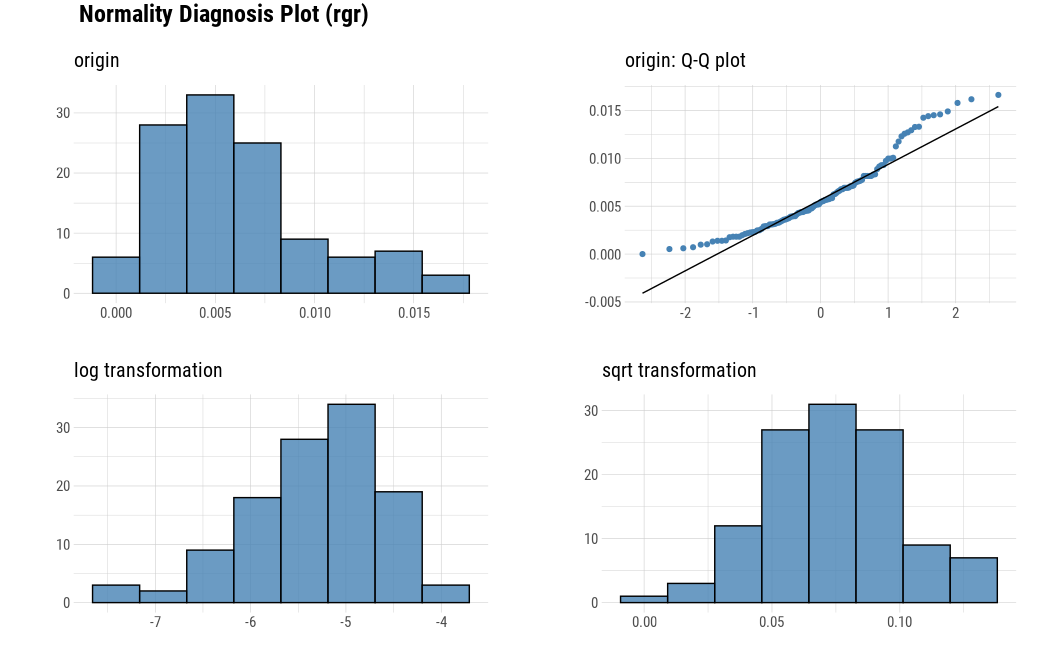 Normality Diagnosis Plot (rgr)
origin
30
20
10
0
0.000 0.005 0.010 0.015
origin: Q-Q plot
0.015
0.010
0.005
0.000
-0.005
-2 -1 0 1 2
log transformation
30
20
10
0
-7 -6 -5 -4
sqrt transformation
30
20
10
0
0.00 0.05 0.10